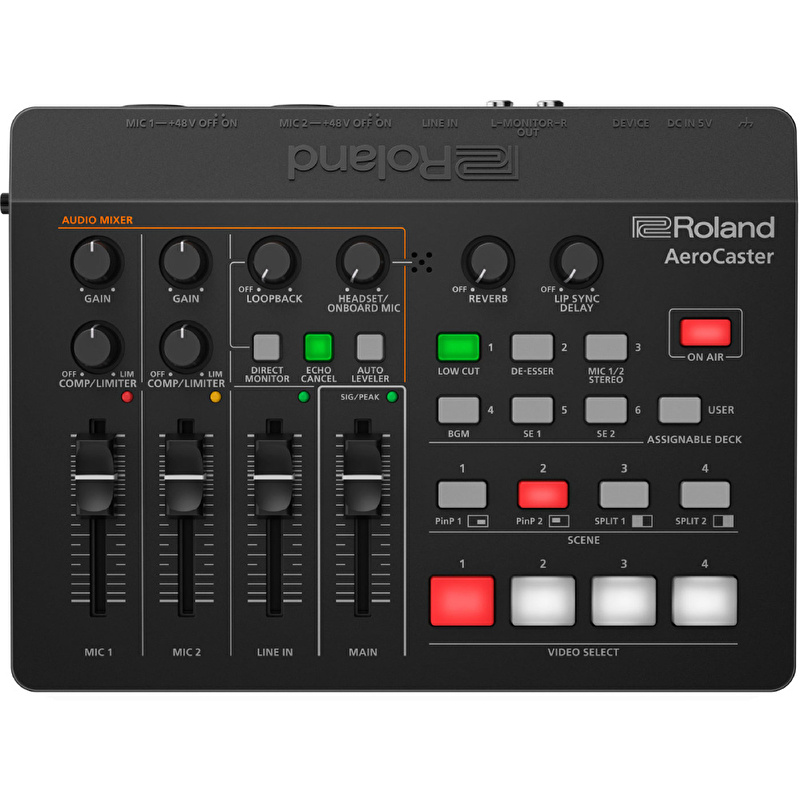 MIC 1 — +48V OFF ON
MIC 2 — +48V OFF ON
LINE IN
L-MONITOR-R
OUT
DEVICE
DC IN 5V
Roland
AUDIO MIXER
Roland
AeroCaster
GAIN
GAIN
OFF
LOOPBACK
HEADSET/
ONBOARD MIC
OFF
REVERB
OFF
LIP SYNC
DELAY
OFF LIM
COMP/LIMITER
OFF LIM
COMP/LIMITER
DIRECT
MONITOR
ECHO
CANCEL
AUTO
LEVELER
1
LOW CUT
2
DE-ESSER
3
MIC 1/2
STEREO
ON AIR
SIG/PEAK
4
BGM
5
SE 1
6
SE 2
USER
ASSIGNABLE DECK
1 2 3 4
PinP 1 PinP 2 SPLIT 1 SPLIT 2
SCENE
1 2 3 4
MIC 1 MIC 2 LINE IN MAIN
VIDEO SELECT